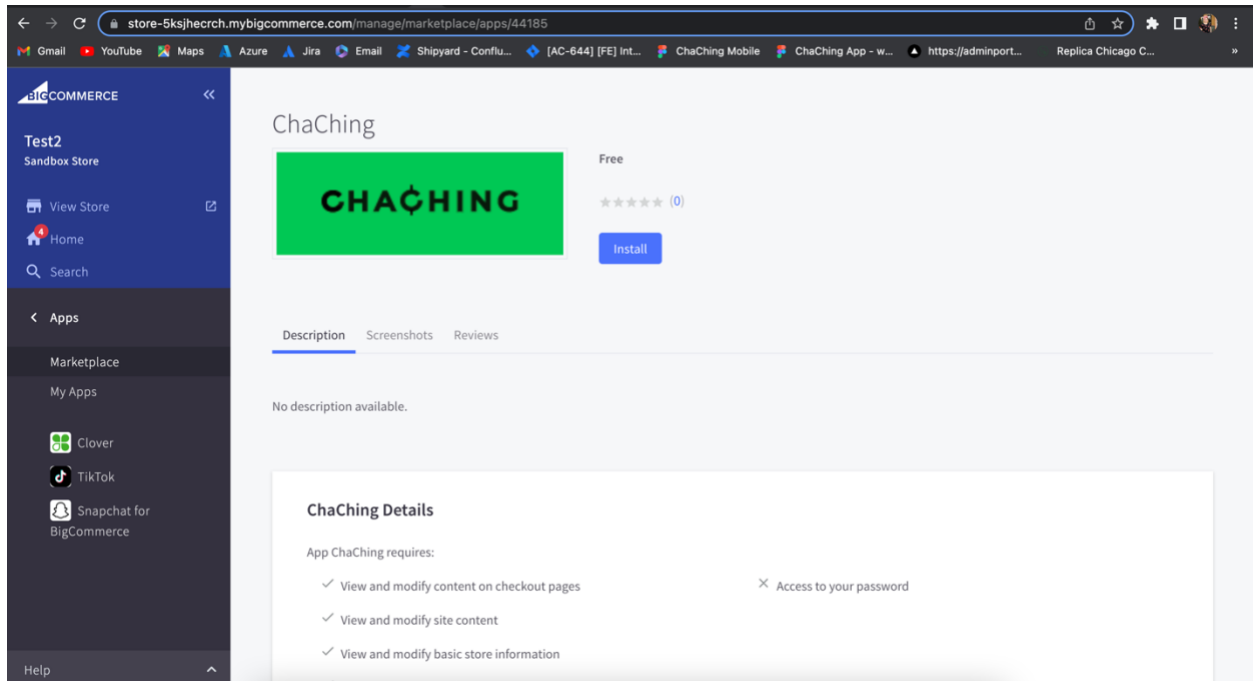 store-5ksjhecrch.mybigcommerce.com/manage/marketplace/apps/44185
Gmail YouTube Maps Azure Jira Email Shipyard - Conflu... [AC-644] [FE] Int... ChaChing Mobile ChaChing App - w... https://adminport... Replica Chicago C... »
BIGCOMMERCE
Test2
Sandbox Store
View Store
4
Home
Search
Apps
Marketplace
My Apps
Clover
TikTok
Snapchat for
BigCommerce
Help
ChaChing
CHA₵HING
Free
(0)
Install
Description Screenshots Reviews
No description available.
ChaChing Details
App ChaChing requires:
View and modify content on checkout pages
Access to your password
View and modify site content
View and modify basic store information